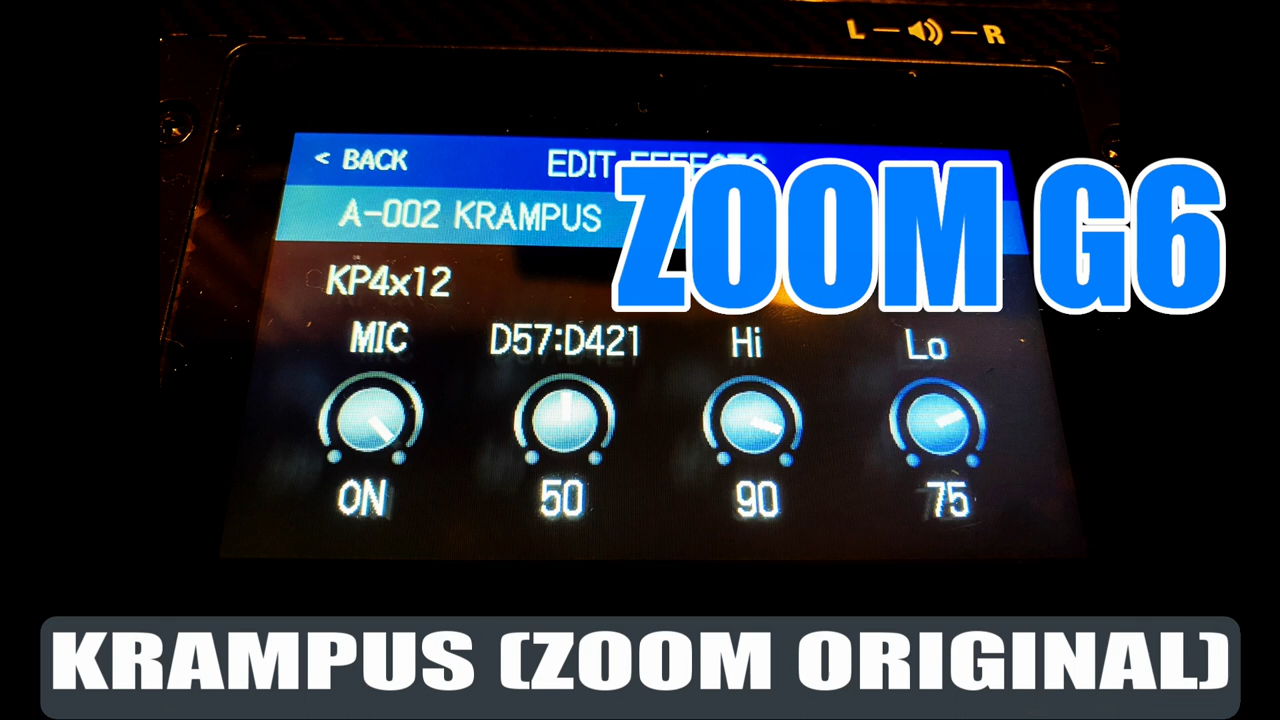 L R
< BACK EDIT EFFECTS
ZOOM G6
A-002 KRAMPUS
KP4x12
MIC D57:D421 Hi Lo
ON 50 90 75
KRAMPUS (ZOOM ORIGINAL)